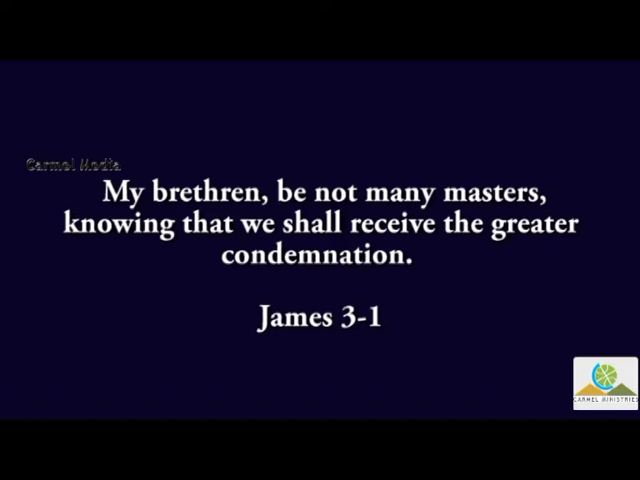 Carmel Media
My brethren, be not many masters,
knowing that we shall receive the greater
condemnation.
James 3-1
CARMEL MINISTRIES